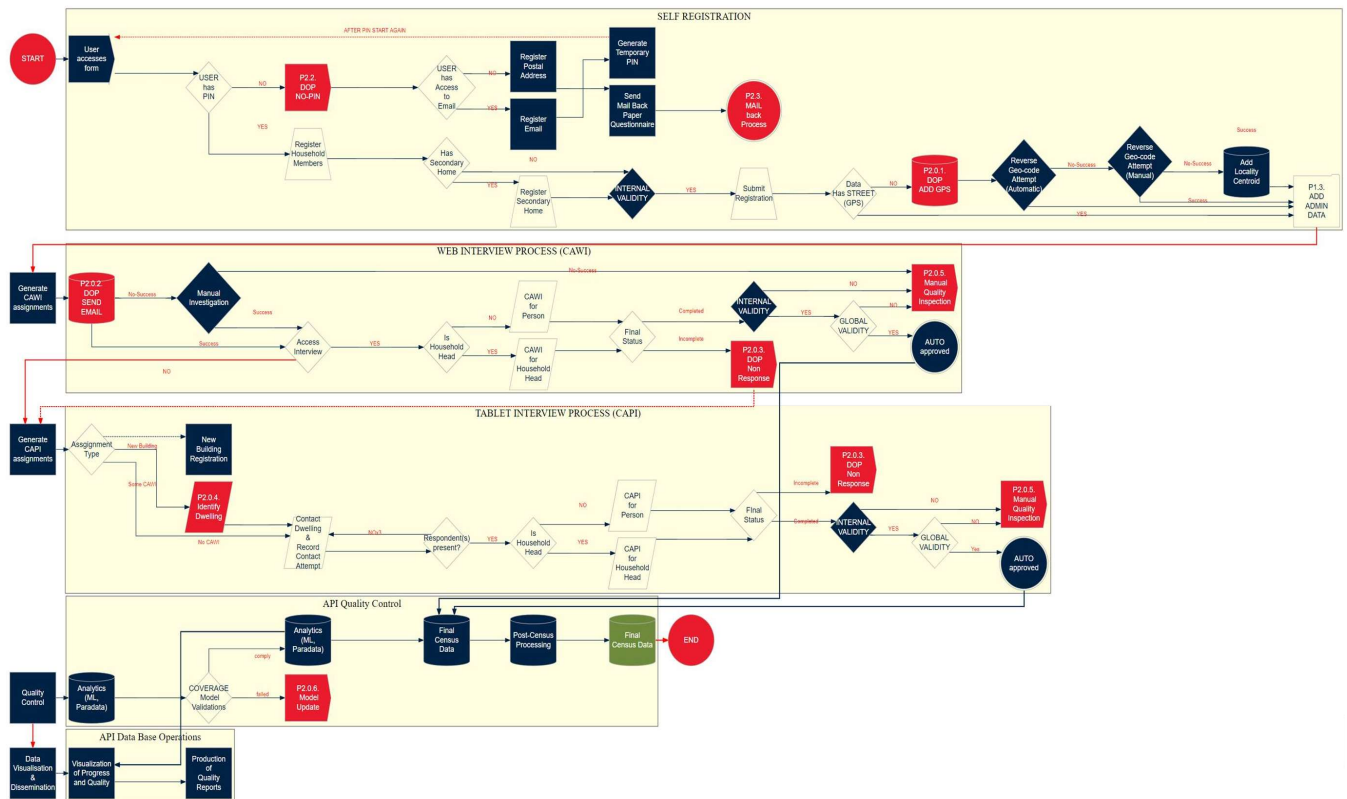 SELF REGISTRATION
AFTER PIN START AGAIN
START
User
accesses
form
USER
has
PIN
NO
P2.2.
DOP
NO-PIN
USER
has
Access
to
Email
NO
YES
Register
Postal
Address
Register
Email
Generate
Temporary
PIN
Send
Mail Back
Paper
Questionnaire
P2.3.
MAIL
back
Process
YES
Register
Household
Members
Has
Secondary
Home
NO
YES
Register
Secondary
Home
INTERNAL
VALIDITY
YES
Submit
Registration
Data
Has STREET
(GPS)
NO
YES
P2.0.1.
DOP
ADD GPS
Reverse
Geo-code
Attempt
(Automatic)
No-Success
Reverse
Geo-code
Attempt
(Manual)
No-Success
Success
Success
Add
Locality
Centroid
P1.3.
ADD
ADMIN
DATA
WEB INTERVIEW PROCESS (CAWI)
Generate
CAWI
assignments
P2.0.2.
DOP
SEND
EMAIL
No-Success
Manual
Investigation
No-Success
Success
Success
Access
Interview
NO
YES
Is
Household
Head
NO
YES
CAWI
for
Person
CAWI
for
Household
Head
FInal
Status
Completed
Incomplete
INTERNAL
VALIDITY
NO
YES
P2.0.3.
DOP
Non
Response
GLOBAL
VALIDITY
NO
YES
P2.0.5.
Manual
Quality
Inspection
AUTO
approved
TABLET INTERVIEW PROCESS (CAPI)
Generate
CAPI
assignments
Assgignment
Type
New Building
New
Building
Registration
Some CAWI
No CAWI
P2.0.4.
Identify
Dwelling
Contact
Dwelling
&
Record
Contact
Attempt
NOx3
Respondent(s)
present?
YES
Is
Household
Head
NO
YES
CAPI
for
Person
CAPI
for
Household
Head
FInal
Status
Incomplete
Completed
P2.0.3.
DOP
Non
Response
INTERNAL
VALIDITY
NO
YES
GLOBAL
VALIDITY
NO
Yes
P2.0.5.
Manual
Quality
Inspection
AUTO
approved
API Quality Control
Quality
Control
Analytics
(ML,
Paradata)
COVERAGE
Model
Validations
comply
failed
Analytics
(ML,
Paradata)
P2.0.6.
Model
Update
Final
Census
Data
Post-Census
Processing
Final
Census Data
END
API Data Base Operations
Data
Visualisation
&
Dissemination
Visualization
of Progress
and Quality
Production
of
Quality
Reports